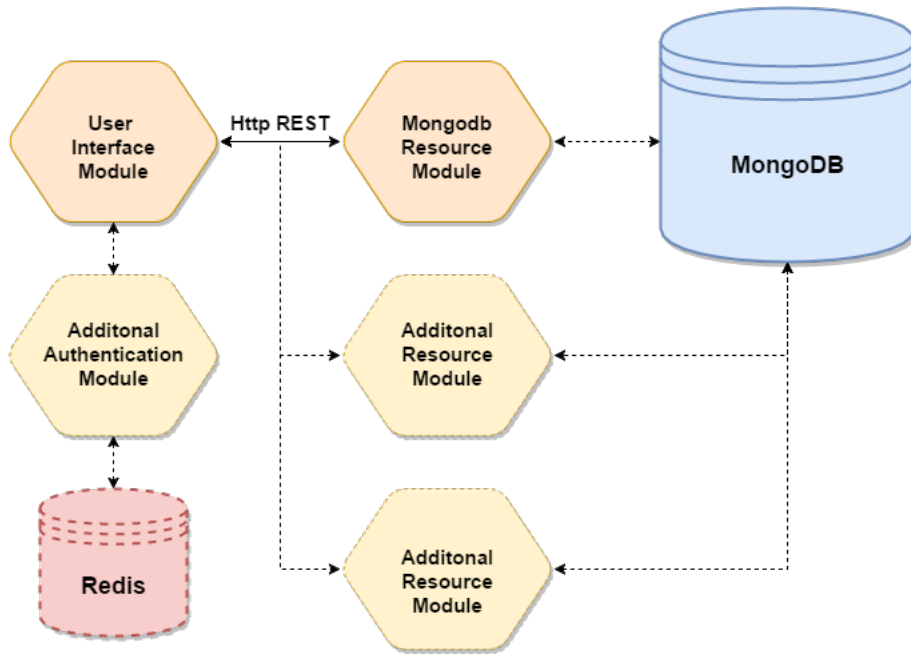 User
Interface
Module
Http REST
Mongodb
Resource
Module
MongoDB
Additonal
Authentication
Module
Additonal
Resource
Module
Redis
Additonal
Resource
Module